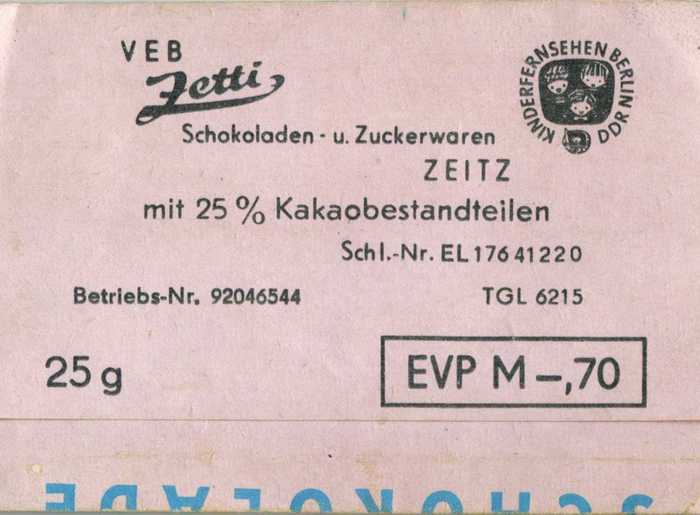 VEB
Zetti
KINDERFERNSEHEN BERLIN DDR
Schokoladen - u. Zuckerwaren
ZEITZ
mit 25 % Kakaobestandteilen
Schl.-Nr. EL 176 41220
Betriebs-Nr. 92046544
TGL 6215
25 g
EVP M –,70
SCHOKOLADE